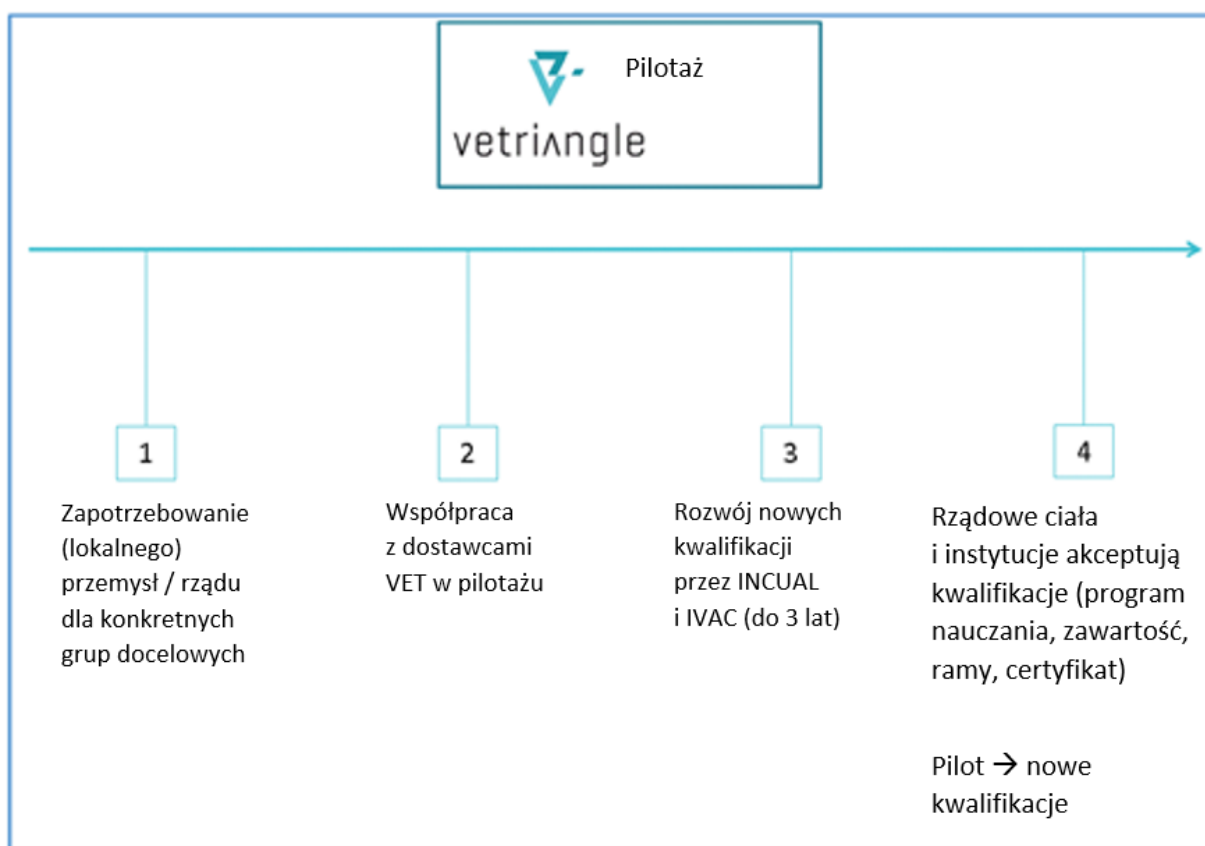 Pilotaż
vetriʌngle
1
Zapotrzebowanie
(lokalnego)
przemysł / rządu
dla konkretnych
grup docelowych
2
Współpraca
z dostawcami
VET w pilotażu
3
Rozwój nowych
kwalifikacji
przez INCUAL
i IVAC (do 3 lat)
4
Rządowe ciała
i instytucje akceptują
kwalifikacje (program
nauczania, zawartość,
ramy, certyfikat)
Pilot → nowe
kwalifikacje